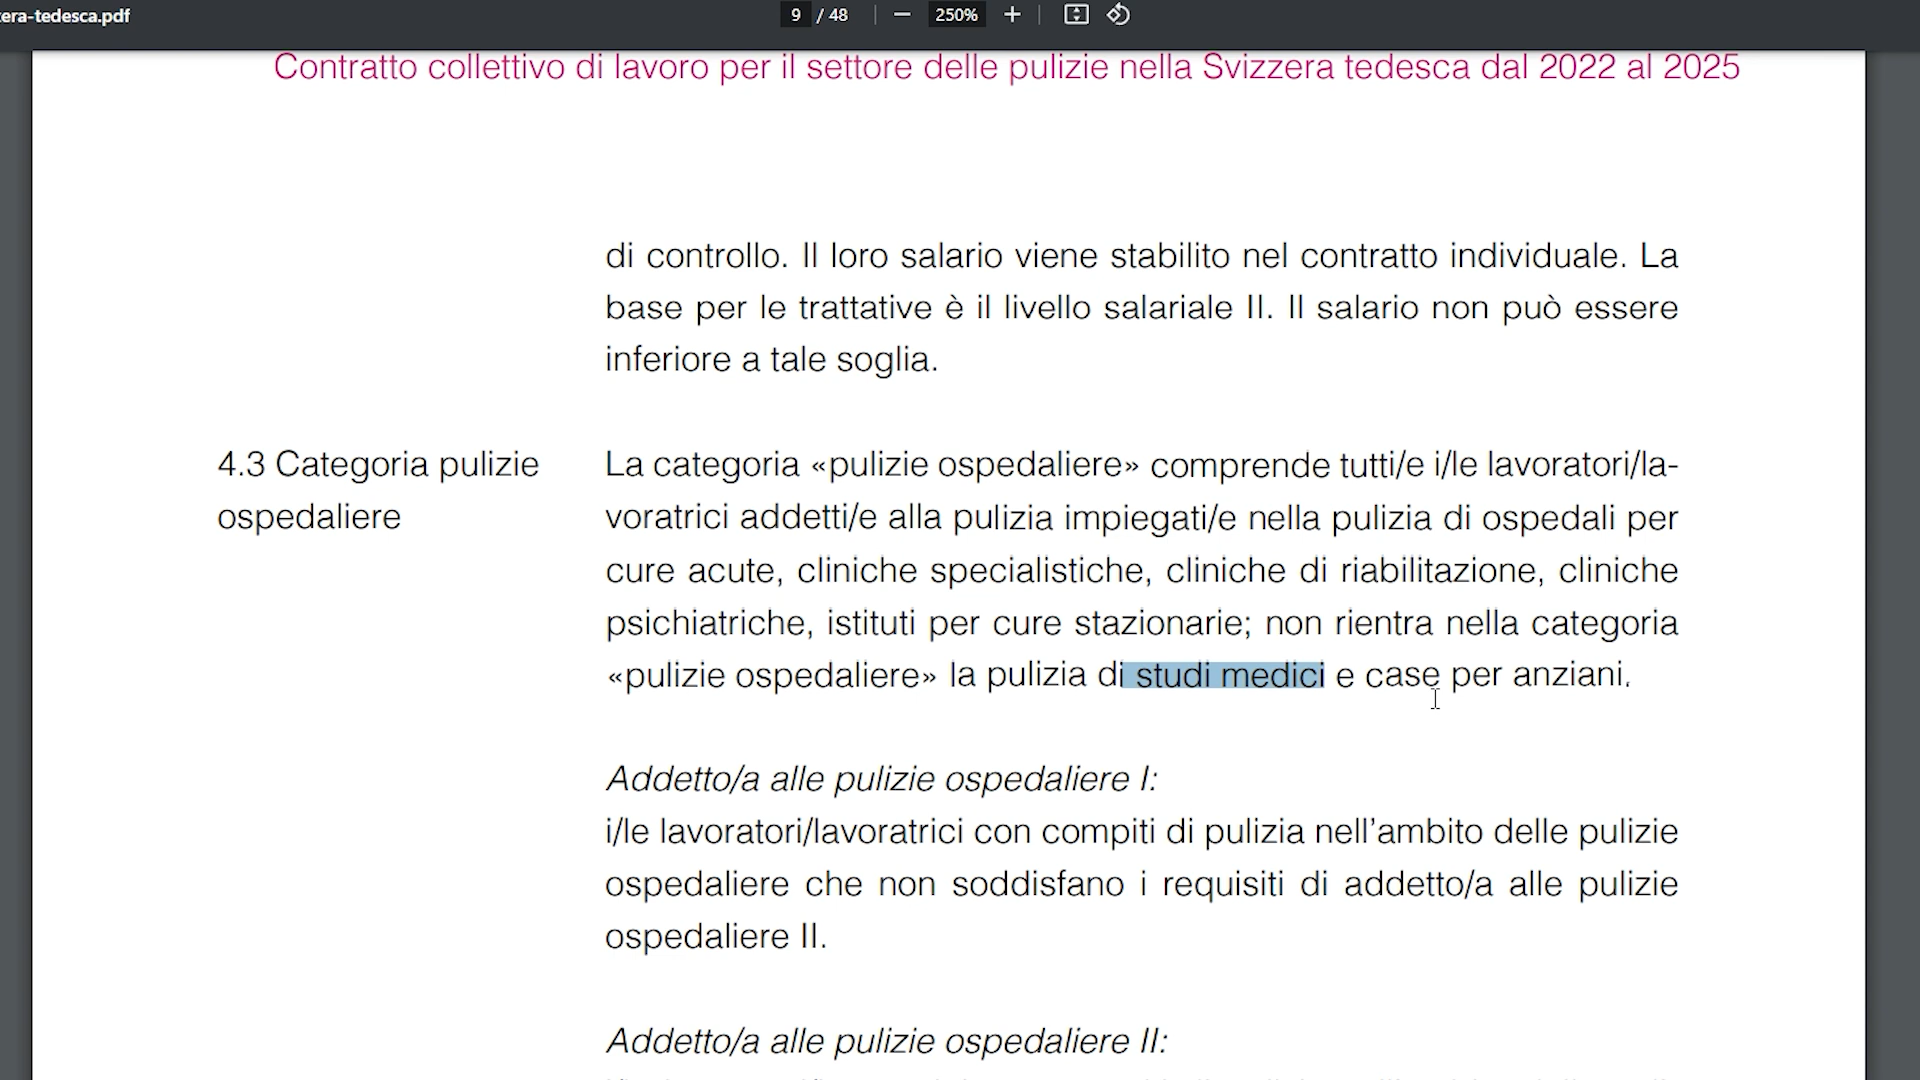 era-tedesca.pdf
9 / 48 250%
Contratto collettivo di lavoro per il settore delle pulizie nella Svizzera tedesca dal 2022 al 2025
di controllo. Il loro salario viene stabilito nel contratto individuale. La
base per le trattative è il livello salariale II. Il salario non può essere
inferiore a tale soglia.
4.3 Categoria pulizie
ospedaliere
La categoria «pulizie ospedaliere» comprende tutti/e i/le lavoratori/la-
voratrici addetti/e alla pulizia impiegati/e nella pulizia di ospedali per
cure acute, cliniche specialistiche, cliniche di riabilitazione, cliniche
psichiatriche, istituti per cure stazionarie; non rientra nella categoria
«pulizie ospedaliere» la pulizia di studi medici e case per anziani.
Addetto/a alle pulizie ospedaliere I:
i/le lavoratori/lavoratrici con compiti di pulizia nell'ambito delle pulizie
ospedaliere che non soddisfano i requisiti di addetto/a alle pulizie
ospedaliere II.
Addetto/a alle pulizie ospedaliere II: